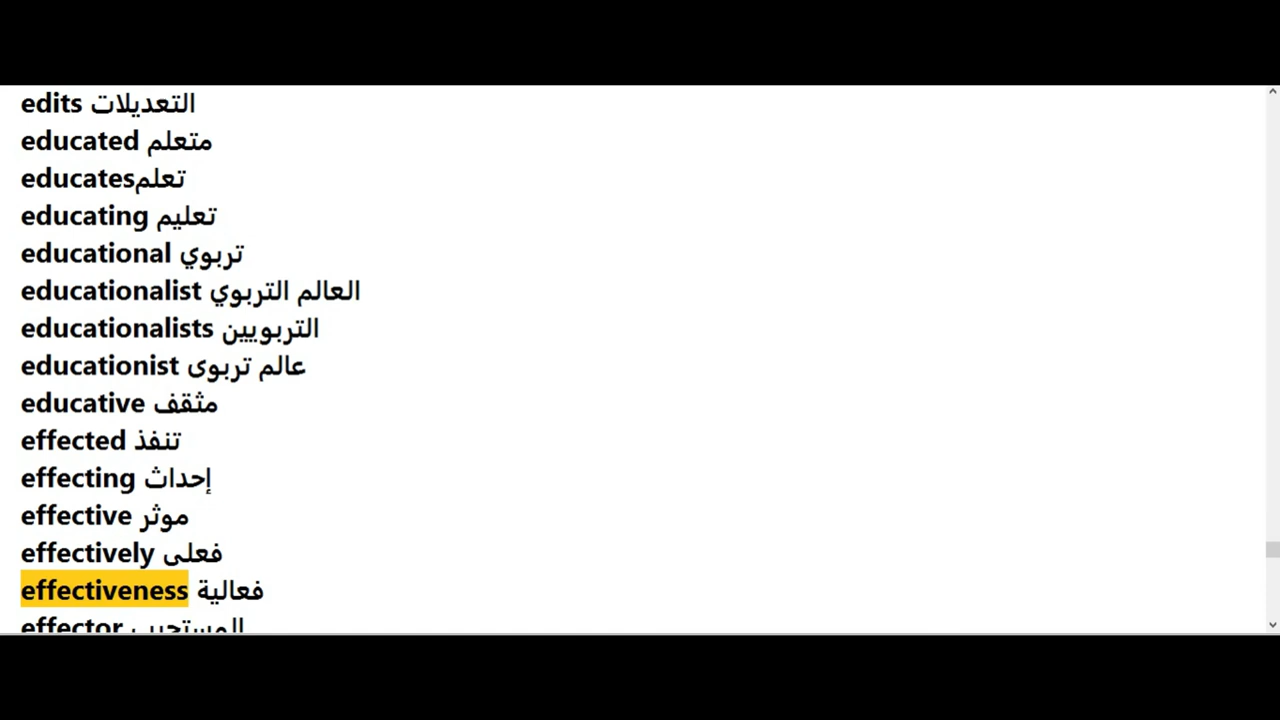 edits التعديلات
educated متعلم
educatesتعلم
educating تعليم
educational تربوي
educationalist العالم التربوي
educationalists التربويين
educationist عالم تربوى
educative مثقف
effected تنفذ
effecting إحداث
effective موثر
effectively فعلى
effectiveness فعالية
effector المستجيب